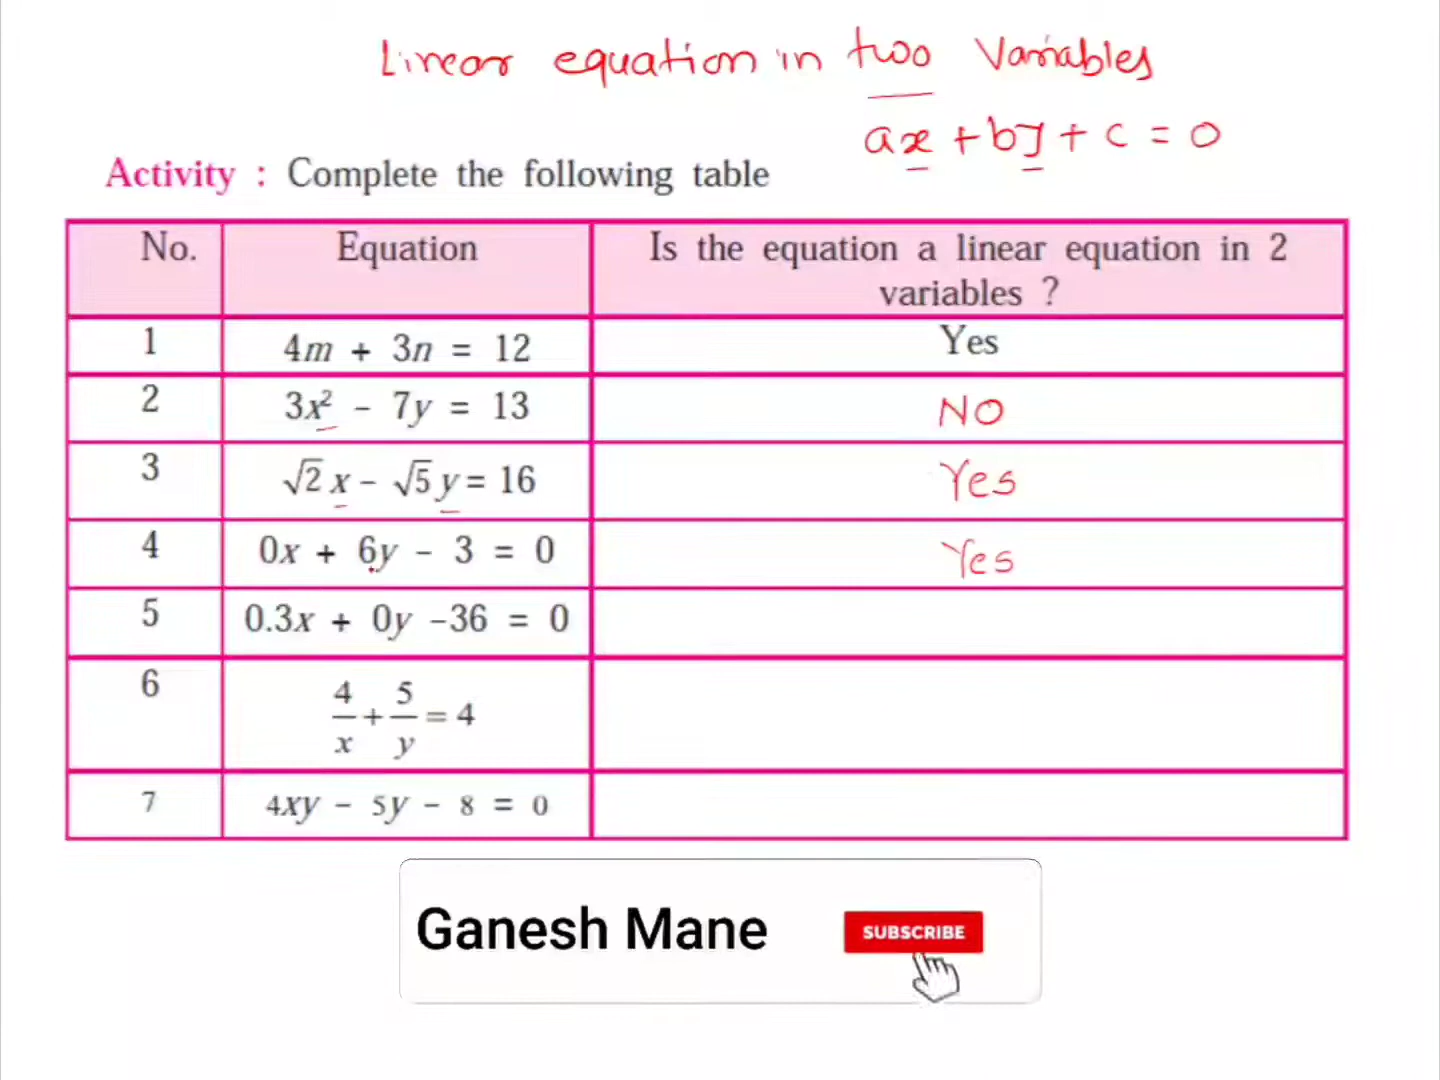 Linear equation in two Variables
ax + by + c = 0
Activity : Complete the following table
No. Equation Is the equation a linear equation in 2 variables ?
1 4m + 3n = 12 Yes
2 3x² - 7y = 13 NO
3 √2 x - √5 y = 16 Yes
4 0x + 6y - 3 = 0 Yes
5 0.3x + 0y -36 = 0
6 4/x + 5/y = 4
7 4xy - 5y - 8 = 0
Ganesh Mane SUBSCRIBE